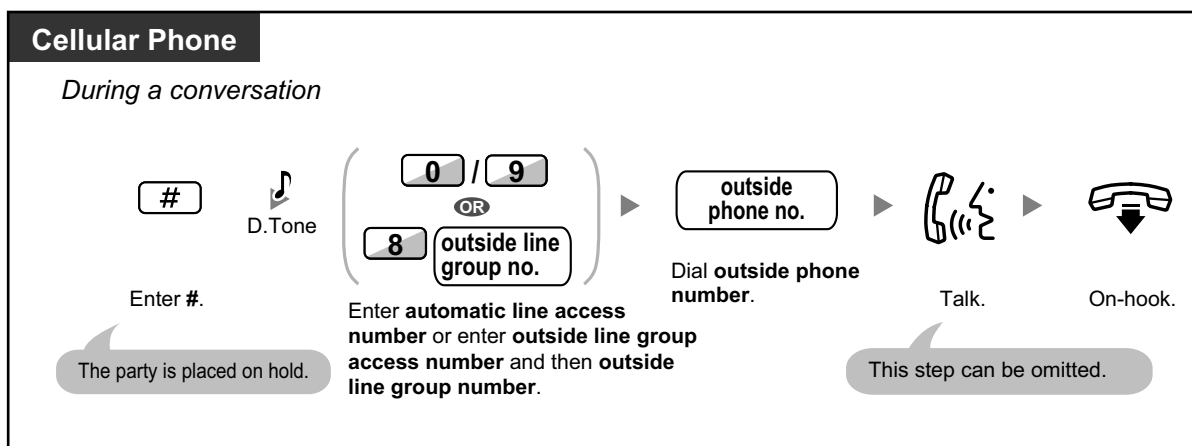 Cellular Phone
During a conversation
#
D.Tone
0 / 9
OR
8 outside line
group no.
outside
phone no.
Enter #.
The party is placed on hold.
Enter automatic line access
number or enter outside line group
access number and then outside
line group number.
Dial outside phone
number.
Talk.
This step can be omitted.
On-hook.